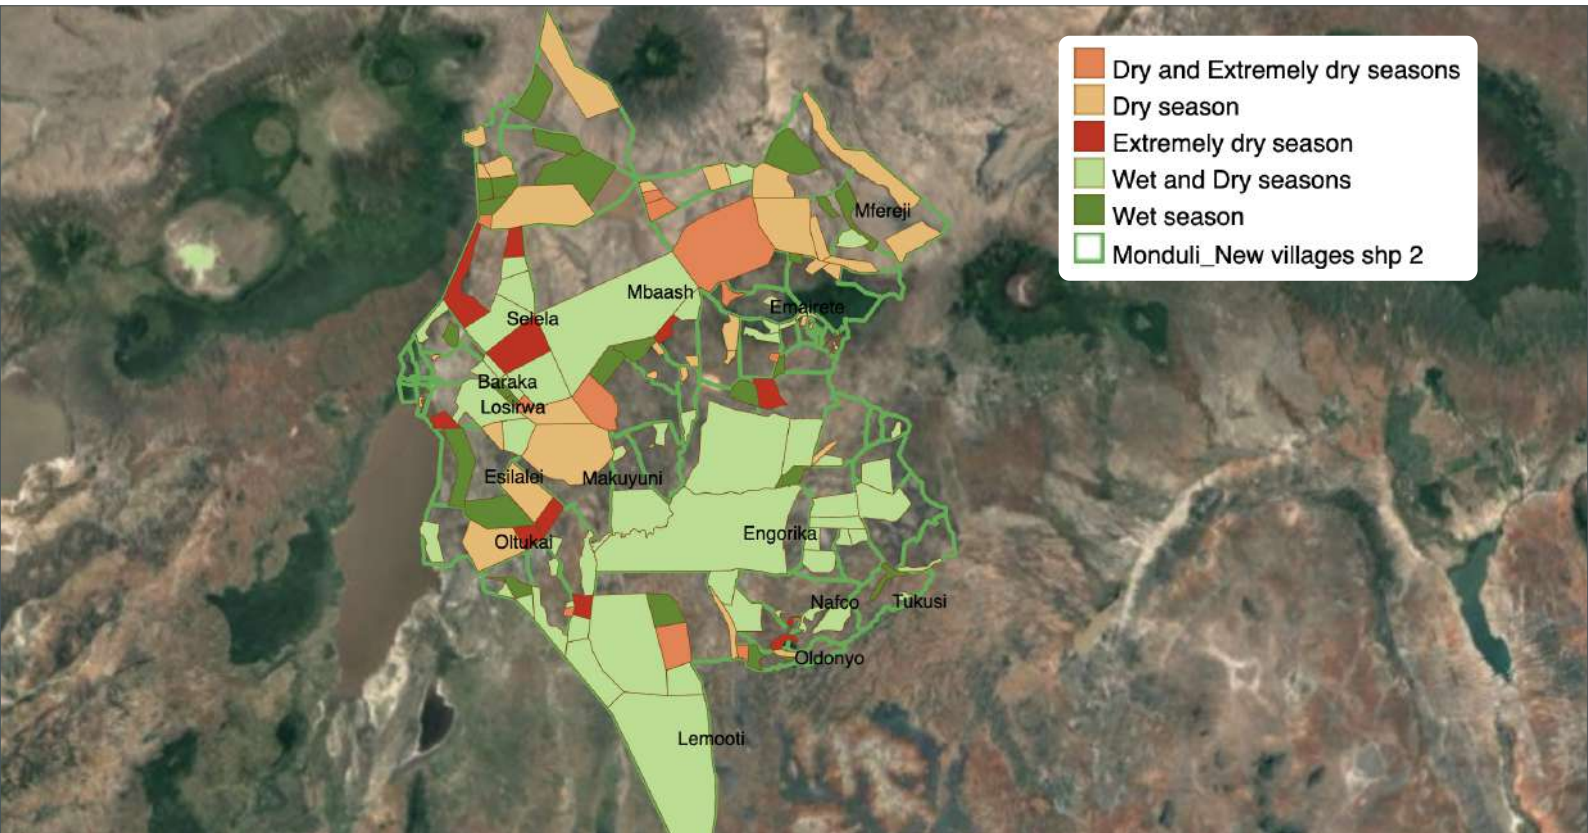 Dry and Extremely dry seasons
Dry season
Extremely dry season
Wet and Dry seasons
Wet season
Monduli_New villages shp 2
Mfereji
Mbaash
Emairete
Selela
Baraka
Losirwa
Esilalei
Makuyuni
Engorika
Oltukai
Nafco
Tukusi
Oldonyo
Lemooti